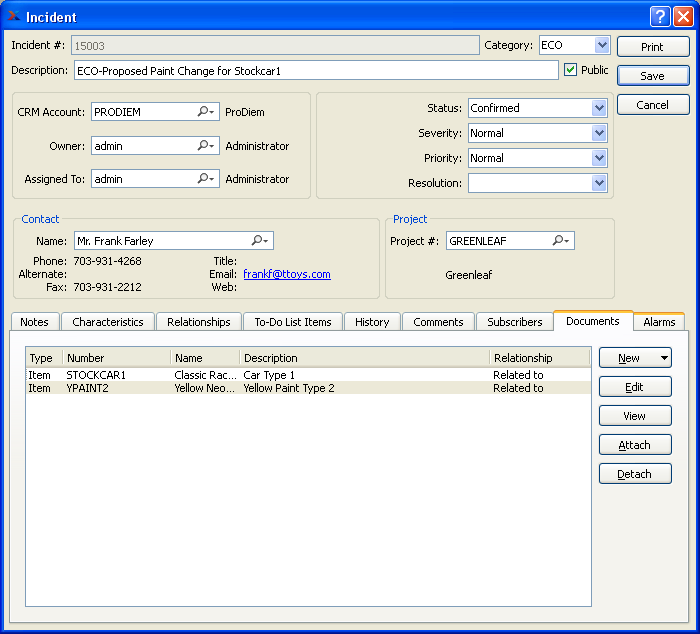 Incident
Incident #: 15003 Category: ECO Print
Description: ECO-Proposed Paint Change for Stockcar1 Public Save
Cancel
CRM Account: PRODIEM ProDiem
Owner: admin Administrator
Assigned To: admin Administrator
Status: Confirmed
Severity: Normal
Priority: Normal
Resolution:
Contact
Name: Mr. Frank Farley
Phone: 703-931-4268 Title:
Alternate: Email: frankf@ttoys.com
Fax: 703-931-2212 Web:
Project
Project #: GREENLEAF
Greenleaf
Notes Characteristics Relationships To-Do List Items History Comments Subscribers Documents Alarms
Type Number Name Description Relationship
Item STOCKCAR1 Classic Rac... Car Type 1 Related to
Item YPAINT2 Yellow Neo... Yellow Paint Type 2 Related to
New
Edit
View
Attach
Detach